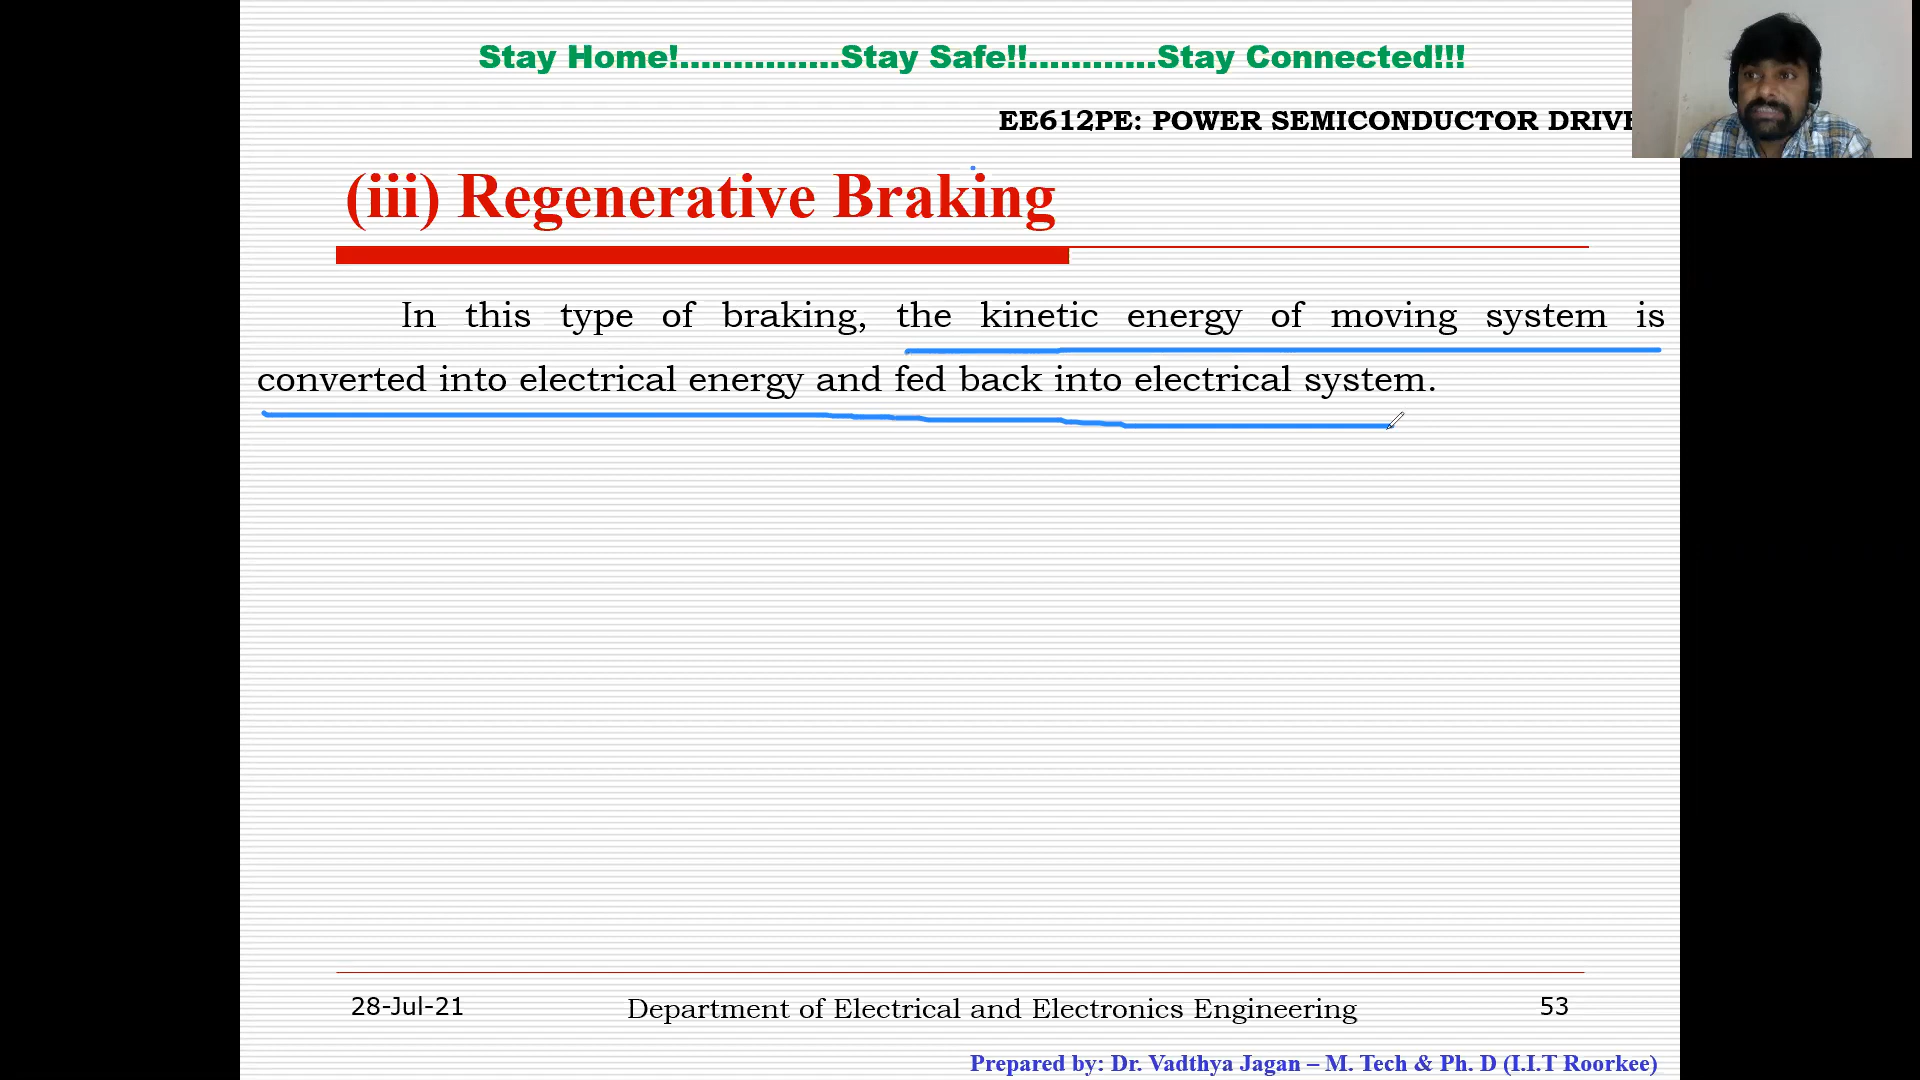 Stay Home!...............Stay Safe!!............Stay Connected!!!
EE612PE: POWER SEMICONDUCTOR
(iii) Regenerative Braking
In this type of braking, the kinetic energy of moving system is
converted into electrical energy and fed back into electrical system.
28-Jul-21 Department of Electrical and Electronics Engineering 53
Prepared by: Dr. Vadthya Jagan – M. Tech & Ph. D (I.I.T Roorkee)